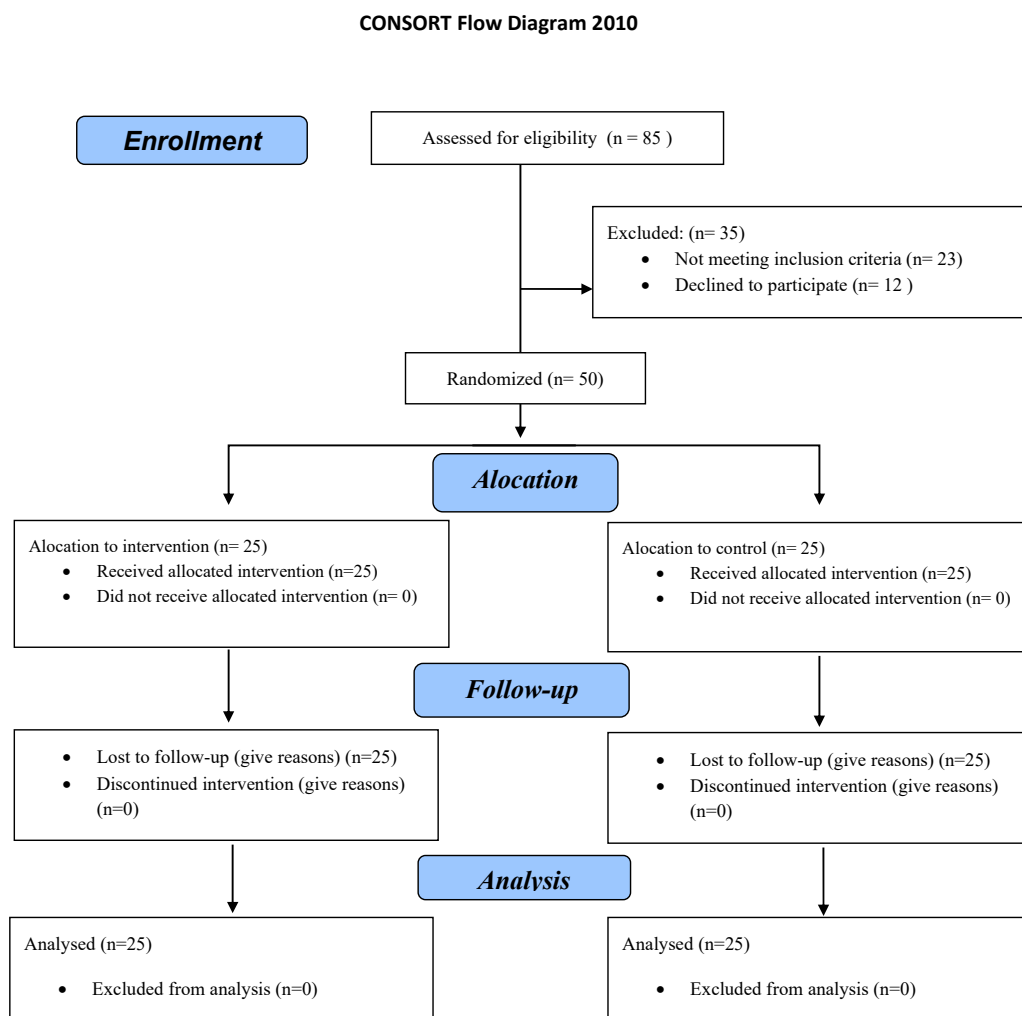 CONSORT Flow Diagram 2010
Enrollment
Assessed for eligibility (n = 85 )
Excluded: (n= 35)
• Not meeting inclusion criteria (n= 23)
• Declined to participate (n= 12 )
Randomized (n= 50)
Alocation
Alocation to intervention (n= 25)
• Received allocated intervention (n=25)
• Did not receive allocated intervention (n= 0)
Alocation to control (n= 25)
• Received allocated intervention (n=25)
• Did not receive allocated intervention (n= 0)
Follow-up
• Lost to follow-up (give reasons) (n=25)
• Discontinued intervention (give reasons)
(n=0)
• Lost to follow-up (give reasons) (n=25)
• Discontinued intervention (give reasons)
(n=0)
Analysis
Analysed (n=25)
• Excluded from analysis (n=0)
Analysed (n=25)
• Excluded from analysis (n=0)